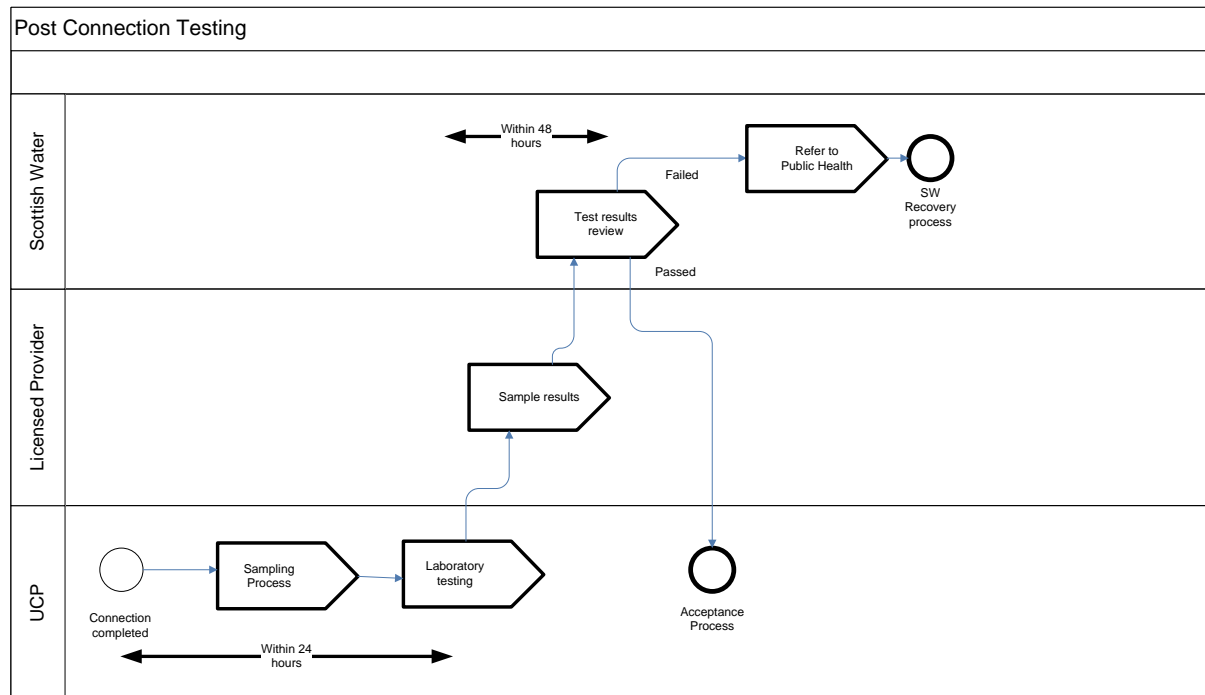 Post Connection Testing
Scottish Water
Within 48
hours
Refer to
Public Health
Failed
SW
Recovery
process
Test results
review
Passed
Licensed Provider
Sample results
UCP
Connection
completed
Sampling
Process
Laboratory
testing
Acceptance
Process
Within 24
hours